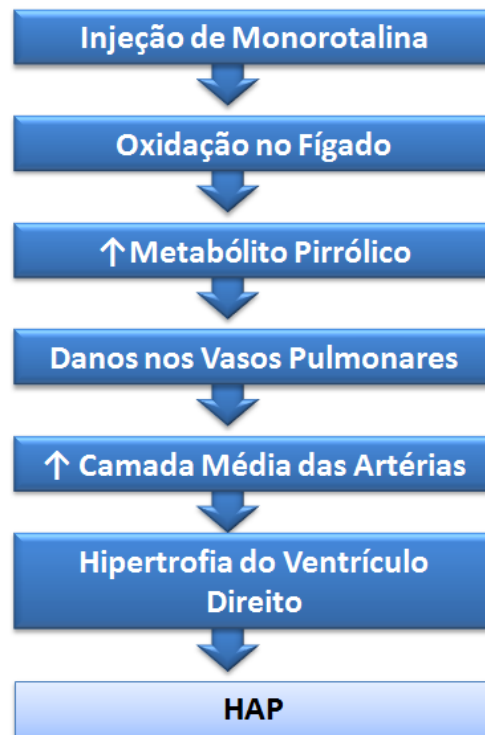 Injeção de Monorotalina
Oxidação no Fígado
↑Metabólito Pirrólico
Danos nos Vasos Pulmonares
↑ Camada Média das Artérias
Hipertrofia do Ventrículo
Direito
HAP